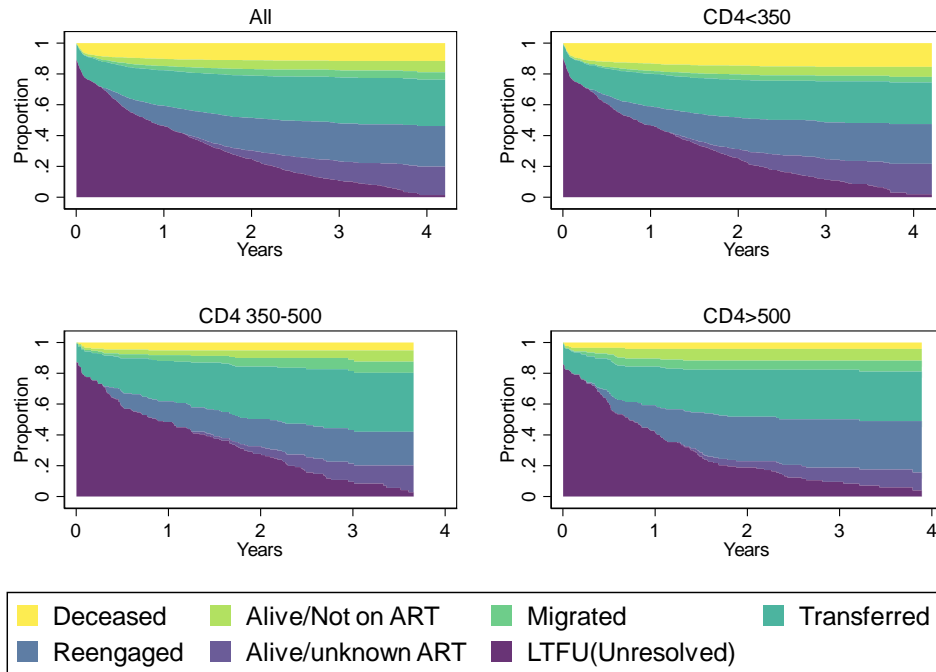 All
CD4<350
Proportion
0 .2 .4 .6 .8 1
0 1 2 3 4
Years
Proportion
0 .2 .4 .6 .8 1
0 1 2 3 4
Years
CD4 350-500
CD4>500
Proportion
0 .2 .4 .6 .8 1
0 1 2 3 4
Years
Proportion
0 .2 .4 .6 .8 1
0 1 2 3 4
Years
Deceased Alive/Not on ART Migrated Transferred
Reengaged Alive/unknown ART LTFU(Unresolved)